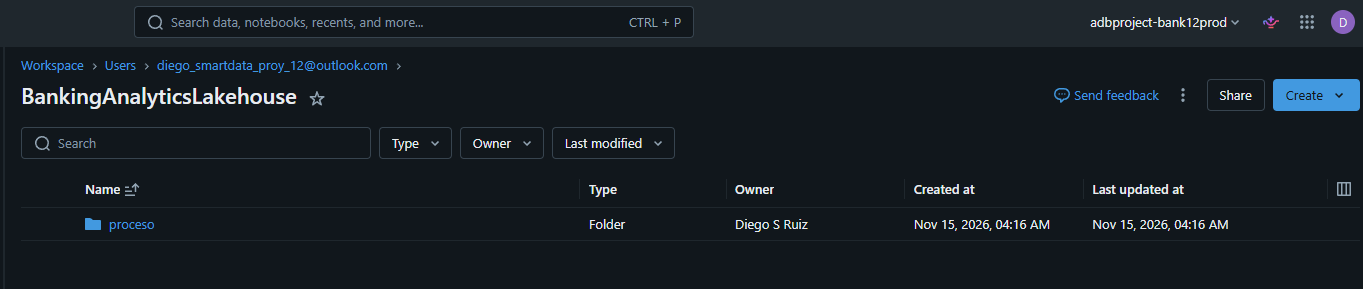 Search data, notebooks, recents, and more... CTRL + P adbproject-bank12prod D
Workspace > Users > diego_smartdata_proy_12@outlook.com >
BankingAnalyticsLakehouse Send feedback Share Create
Search Type Owner Last modified
Name Type Owner Created at Last updated at
proceso Folder Diego S Ruiz Nov 15, 2026, 04:16 AM Nov 15, 2026, 04:16 AM